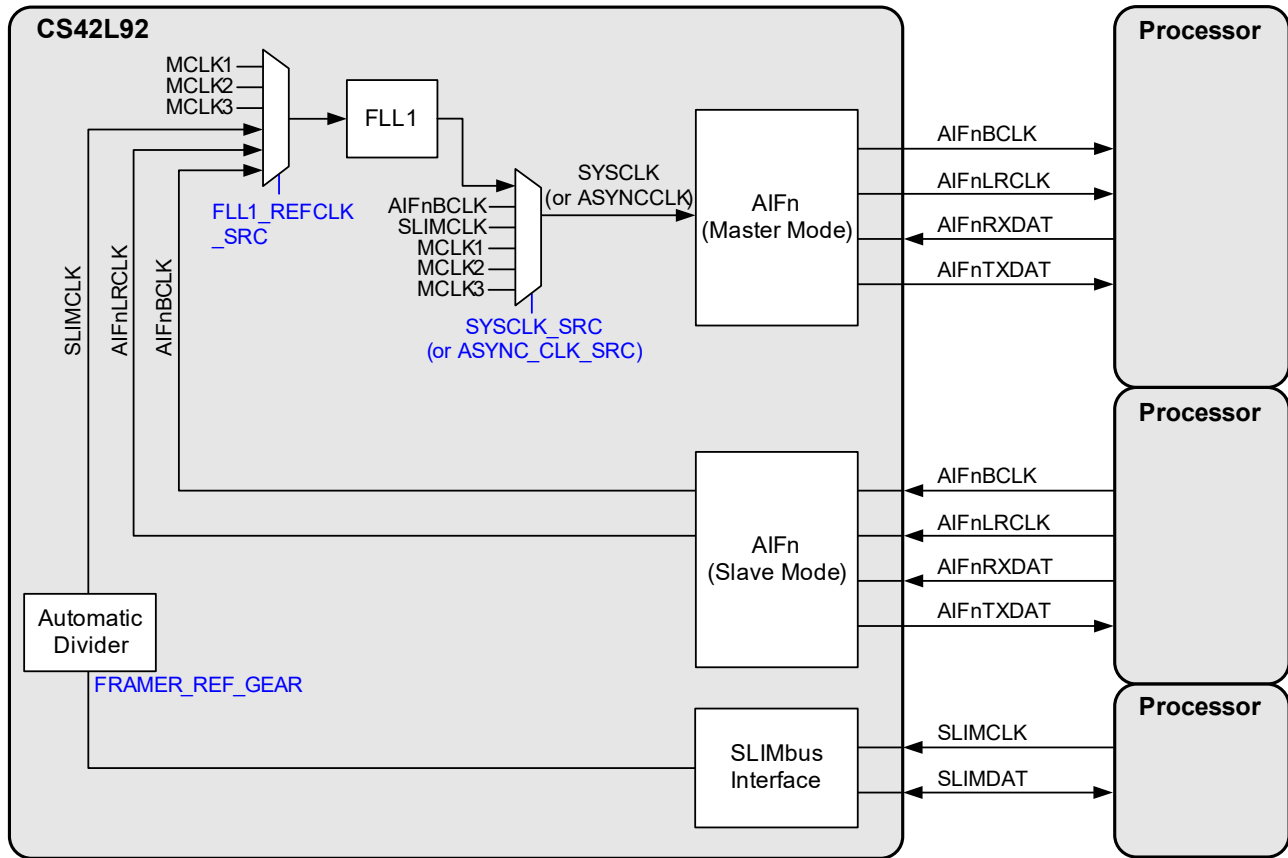 CS42L92
Processor
MCLK1
MCLK2
MCLK3
FLL1
FLL1_REFCLK
_SRC
AIFnBCLK
SLIMCLK
MCLK1
MCLK2
MCLK3
SYSCLK
(or ASYNCCLK)
SYSCLK_SRC
(or ASYNC_CLK_SRC)
AIFn
(Master Mode)
AIFnBCLK
AIFnLRCLK
AIFnRXDAT
AIFnTXDAT
SLIMCLK
AIFnLRCLK
AIFnBCLK
Processor
AIFn
(Slave Mode)
AIFnBCLK
AIFnLRCLK
AIFnRXDAT
AIFnTXDAT
Automatic
Divider
FRAMER_REF_GEAR
Processor
SLIMbus
Interface
SLIMCLK
SLIMDAT